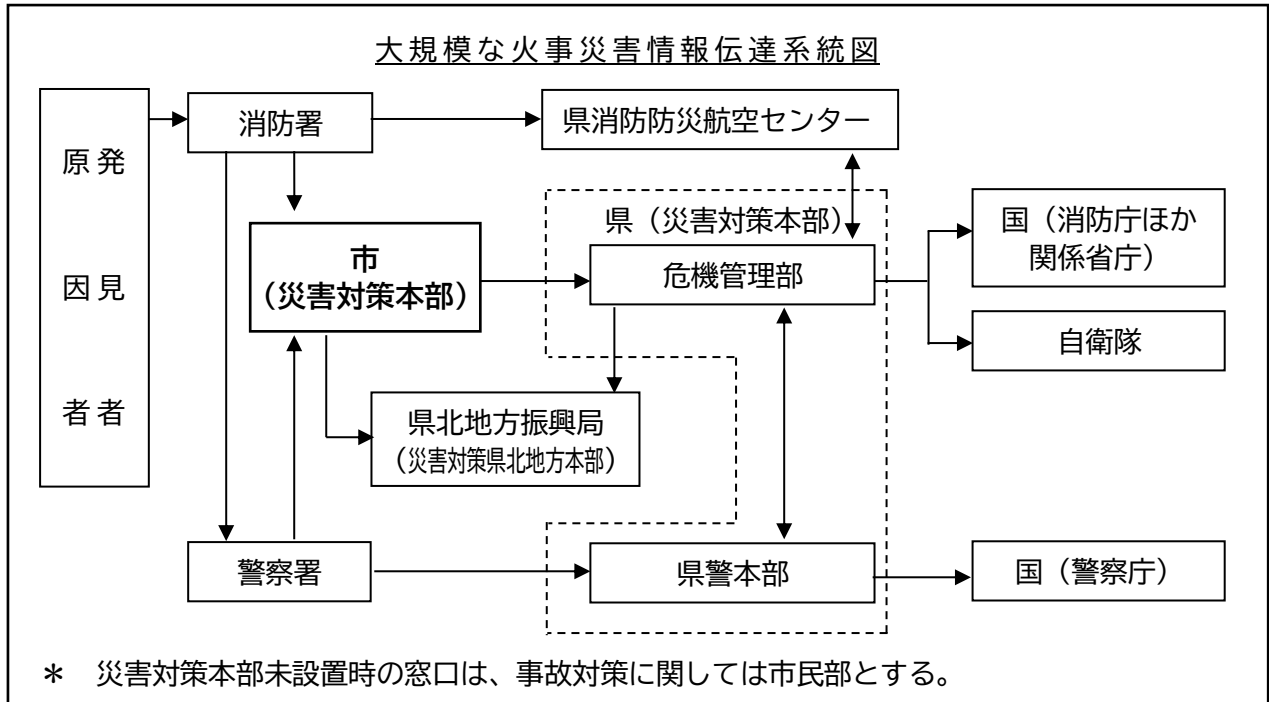 大規模な火事災害情報伝達系統図
消防署
県消防防災航空センター
原 発
因 見
者 者
県（災害対策本部）
国（消防庁ほか
関係省庁）
市
（災害対策本部）
危機管理部
自衛隊
県北地方振興局
（災害対策県北地方本部）
警察署
県警本部
国（警察庁）
＊　災害対策本部未設置時の窓口は、事故対策に関しては市民部とする。